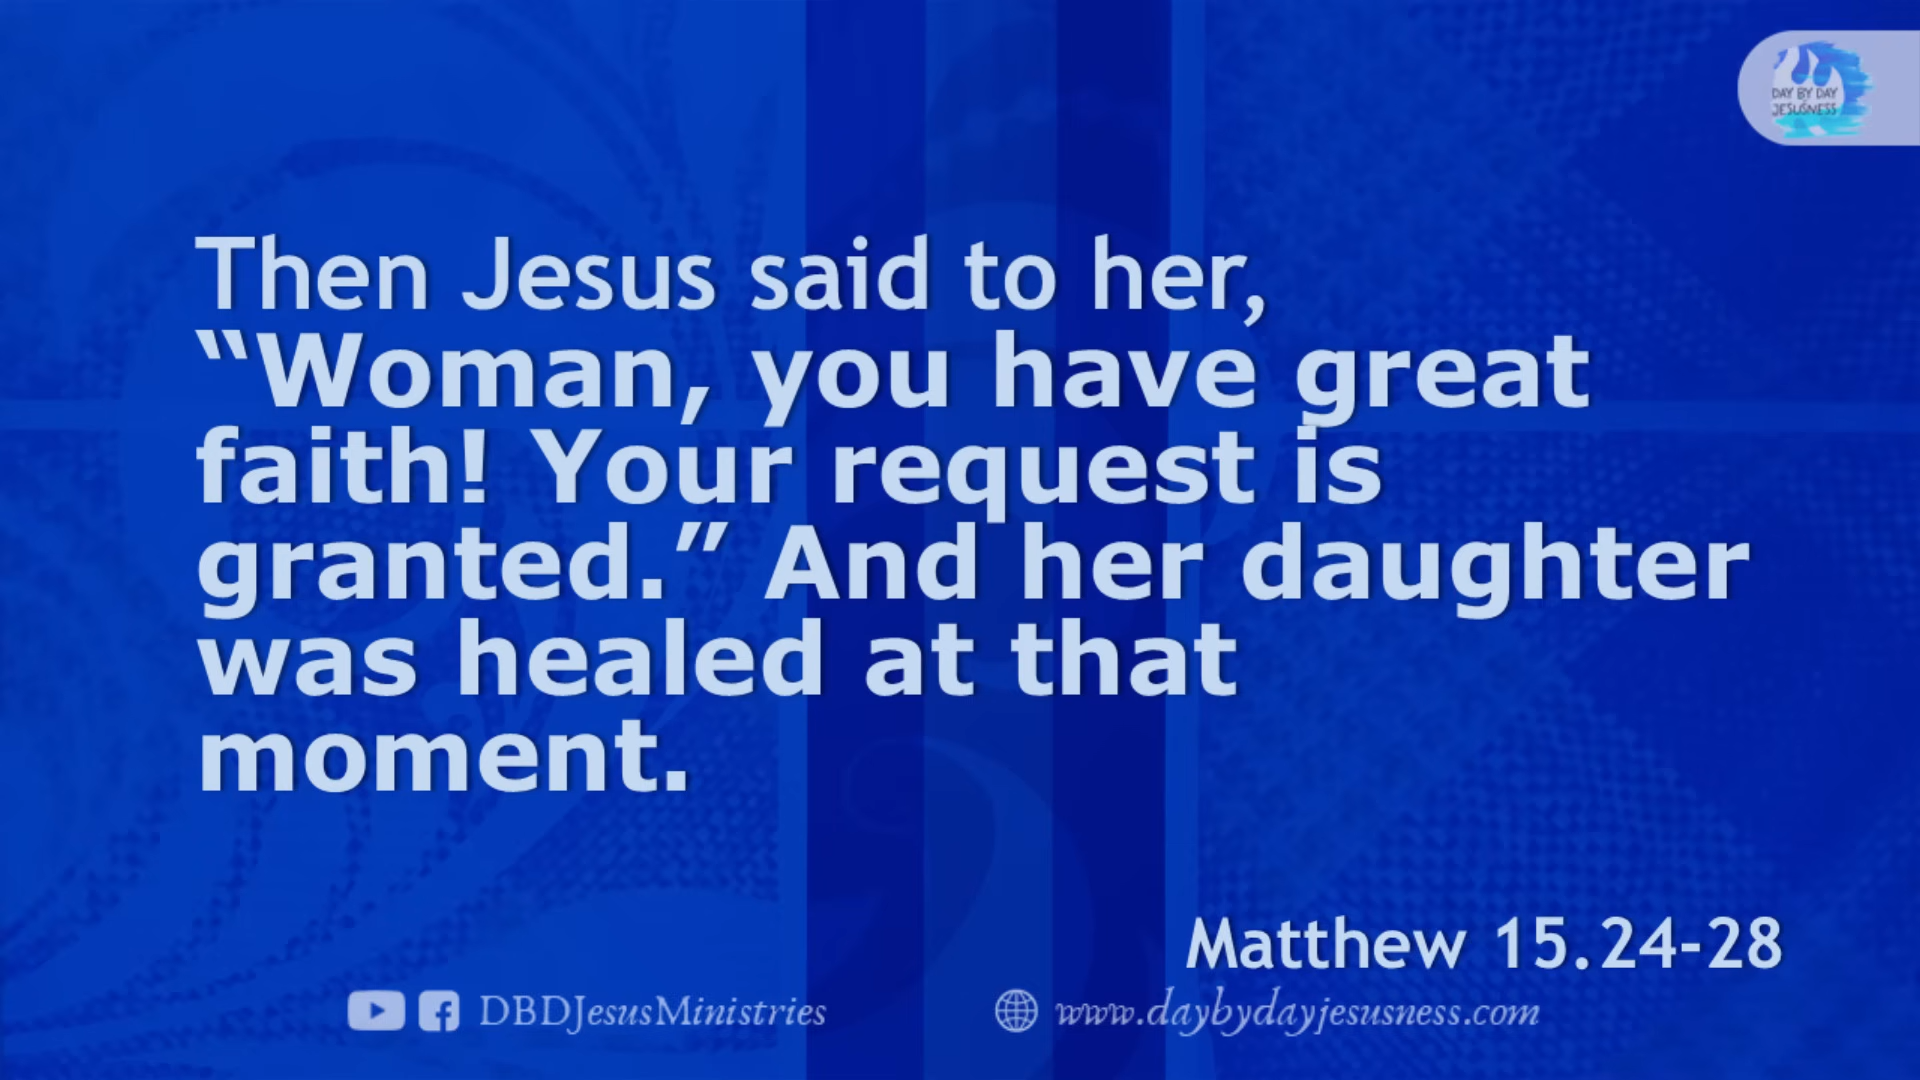 DAY BY DAY
JESUSNESS
Then Jesus said to her,
“Woman, you have great
faith! Your request is
granted.” And her daughter
was healed at that
moment.
Matthew 15.24-28
DBDJesusMinistries
www.daybydayjesusness.com